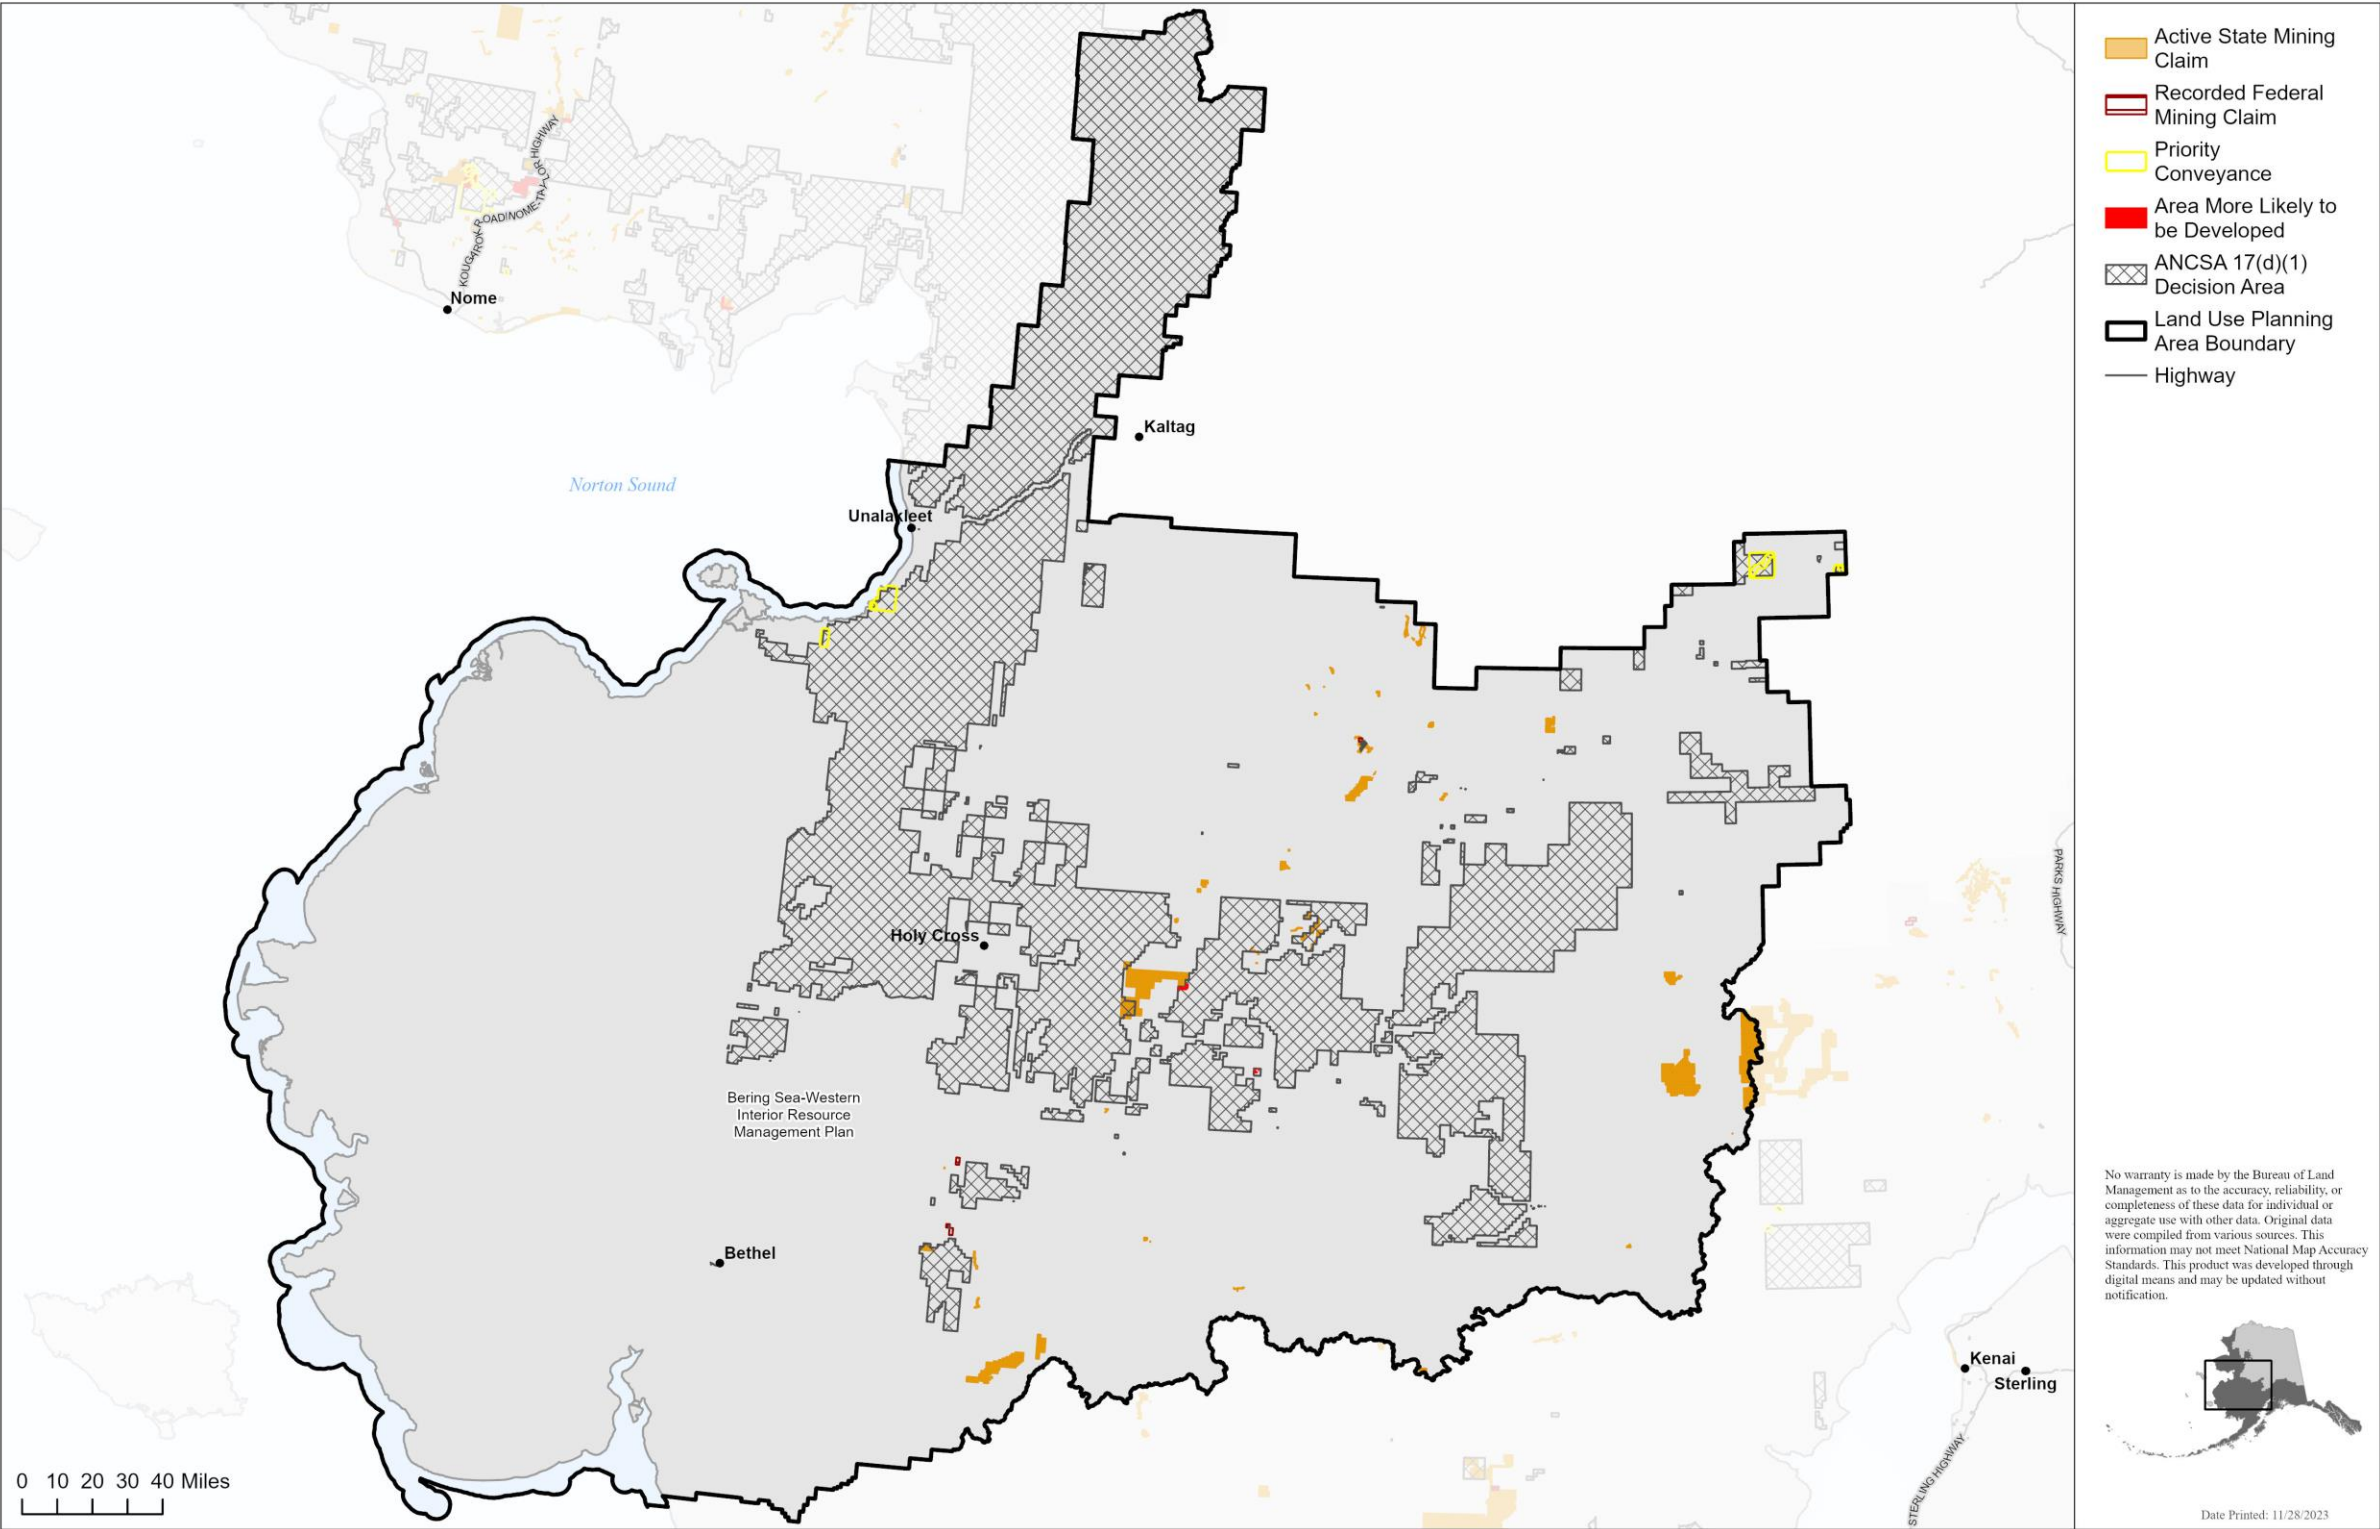 KOUGAROK ROAD/NOME-TAYLOR HIGHWAY
Nome
Norton Sound
Kaltag
Unalakleet
Holy Cross
Bering Sea-Western
Interior Resource
Management Plan
Bethel
PARKS HIGHWAY
Kenai
Sterling
STERLING HIGHWAY
0 10 20 30 40 Miles
Active State Mining
Claim
Recorded Federal
Mining Claim
Priority
Conveyance
Area More Likely to
be Developed
ANCSA 17(d)(1)
Decision Area
Land Use Planning
Area Boundary
Highway
No warranty is made by the Bureau of Land
Management as to the accuracy, reliability, or
completeness of these data for individual or
aggregate use with other data. Original data
were compiled from various sources. This
information may not meet National Map Accuracy
Standards. This product was developed through
digital means and may be updated without
notification.
Date Printed: 11/28/2023